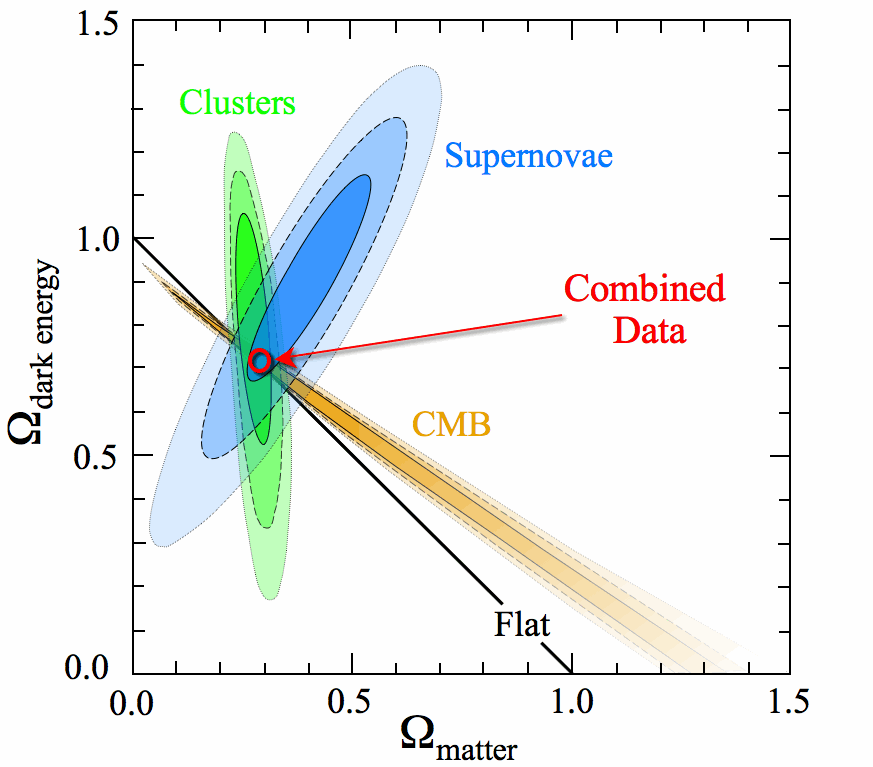 1.5
Clusters
Supernovae
1.0
Combined
Data
Ωdark energy
CMB
0.5
Flat
0.0
0.0
0.5
1.0
1.5
Ωmatter